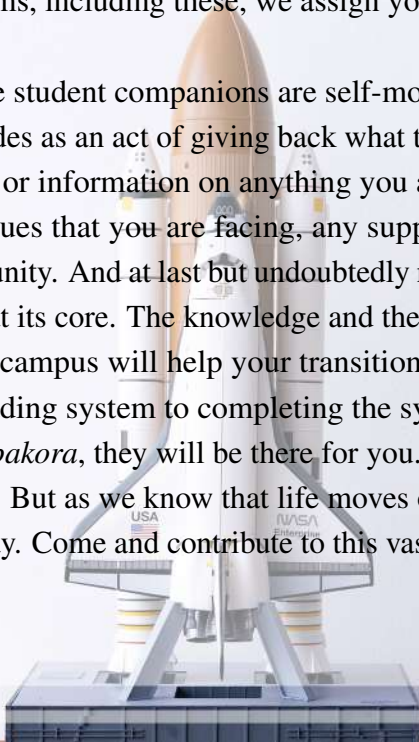 ns, including these, we assign yo
e student companions are self-mo
des as an act of giving back what t
or information on anything you a
ues that you are facing, any supp
unity. And at last but undoubtedly
t its core. The knowledge and the
campus will help your transition
ding system to completing the sy
pakora, they will be there for you.
But as we know that life moves
USA
NASA
Enterprise
y. Come and contribute to this vas